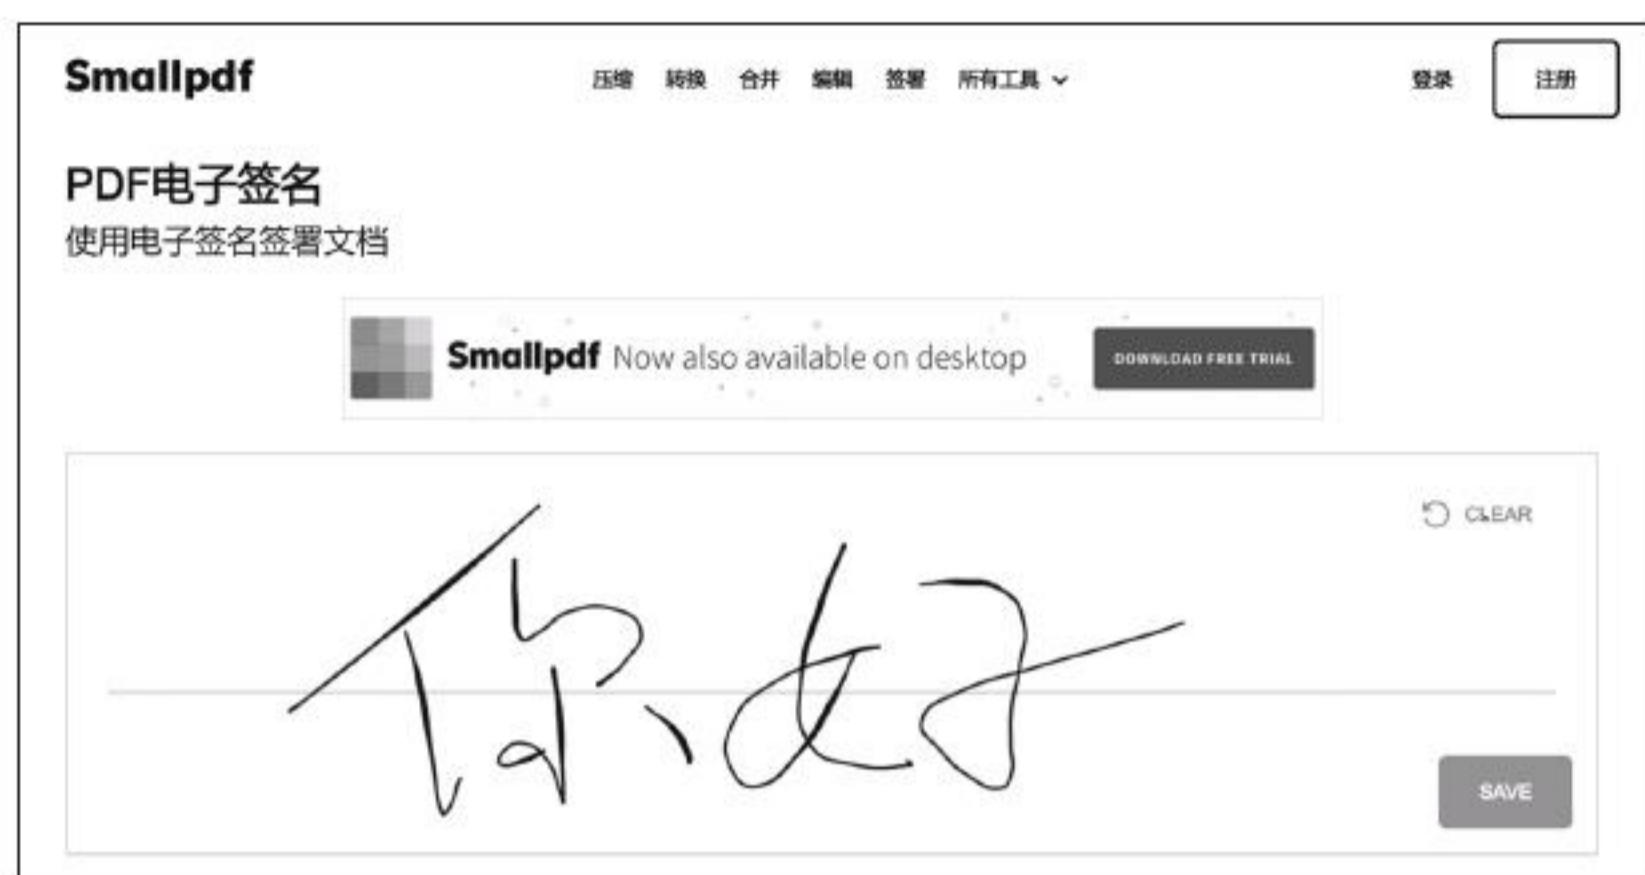 Smallpdf 压缩 转换 合并 编辑 签署 所有工具 登录 注册
PDF电子签名
使用电子签名签署文档
Smallpdf Now also available on desktop DOWNLOAD FREE TRIAL
CLEAR
你好
SAVE